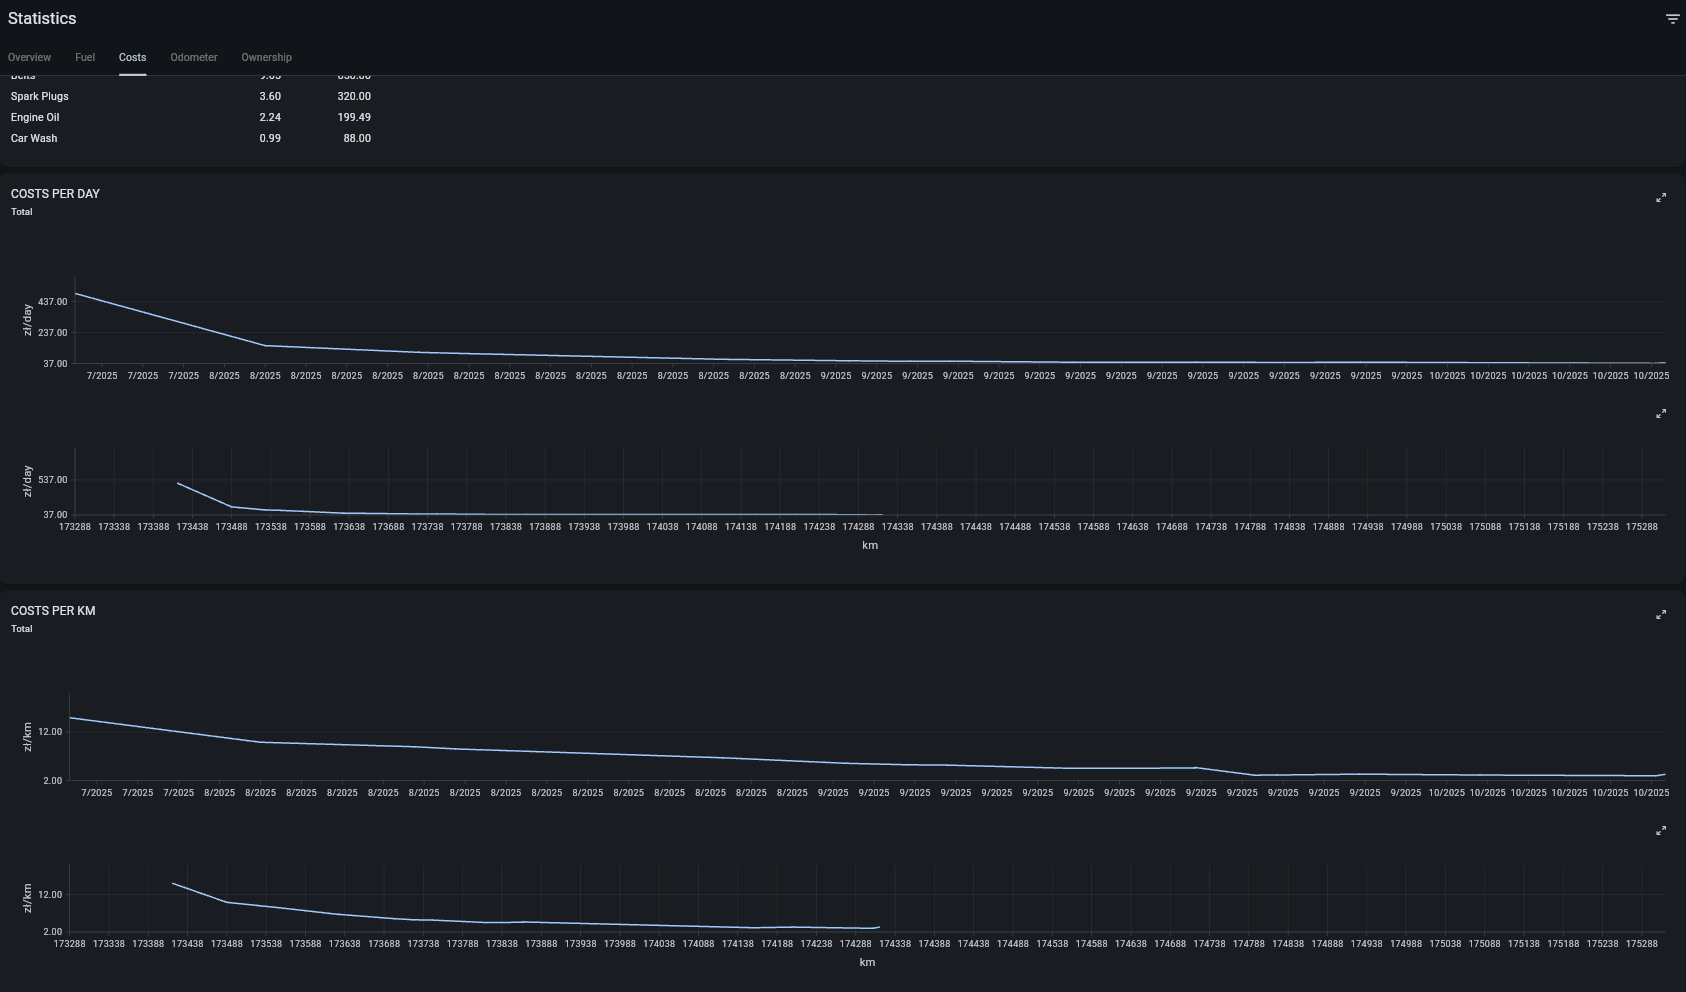 Statistics
Overview Fuel Costs Odometer Ownership
Spark Plugs 3.60 320.00
Engine Oil 2.24 199.49
Car Wash 0.99 88.00
COSTS PER DAY
Total
zł/day
437.00
237.00
37.00
7/2025 7/2025 7/2025 8/2025 8/2025 8/2025 8/2025 8/2025 8/2025 8/2025 8/2025 8/2025 8/2025 8/2025 8/2025 8/2025 8/2025 8/2025 9/2025 9/2025 9/2025 9/2025 9/2025 9/2025 9/2025 9/2025 9/2025 9/2025 9/2025 9/2025 9/2025 9/2025 9/2025 10/2025 10/2025 10/2025 10/2025 10/2025 10/2025
zł/day
537.00
37.00
173288 173338 173388 173438 173488 173538 173588 173638 173688 173738 173788 173838 173888 173938 173988 174038 174088 174138 174188 174238 174288 174338 174388 174438 174488 174538 174588 174638 174688 174738 174788 174838 174888 174938 174988 175038 175088 175138 175188 175238 175288
km
COSTS PER KM
Total
zł/km
12.00
2.00
7/2025 7/2025 7/2025 8/2025 8/2025 8/2025 8/2025 8/2025 8/2025 8/2025 8/2025 8/2025 8/2025 8/2025 8/2025 8/2025 8/2025 8/2025 9/2025 9/2025 9/2025 9/2025 9/2025 9/2025 9/2025 9/2025 9/2025 9/2025 9/2025 9/2025 9/2025 9/2025 9/2025 10/2025 10/2025 10/2025 10/2025 10/2025 10/2025
zł/km
12.00
2.00
173288 173338 173388 173438 173488 173538 173588 173638 173688 173738 173788 173838 173888 173938 173988 174038 174088 174138 174188 174238 174288 174338 174388 174438 174488 174538 174588 174638 174688 174738 174788 174838 174888 174938 174988 175038 175088 175138 175188 175238 175288
km